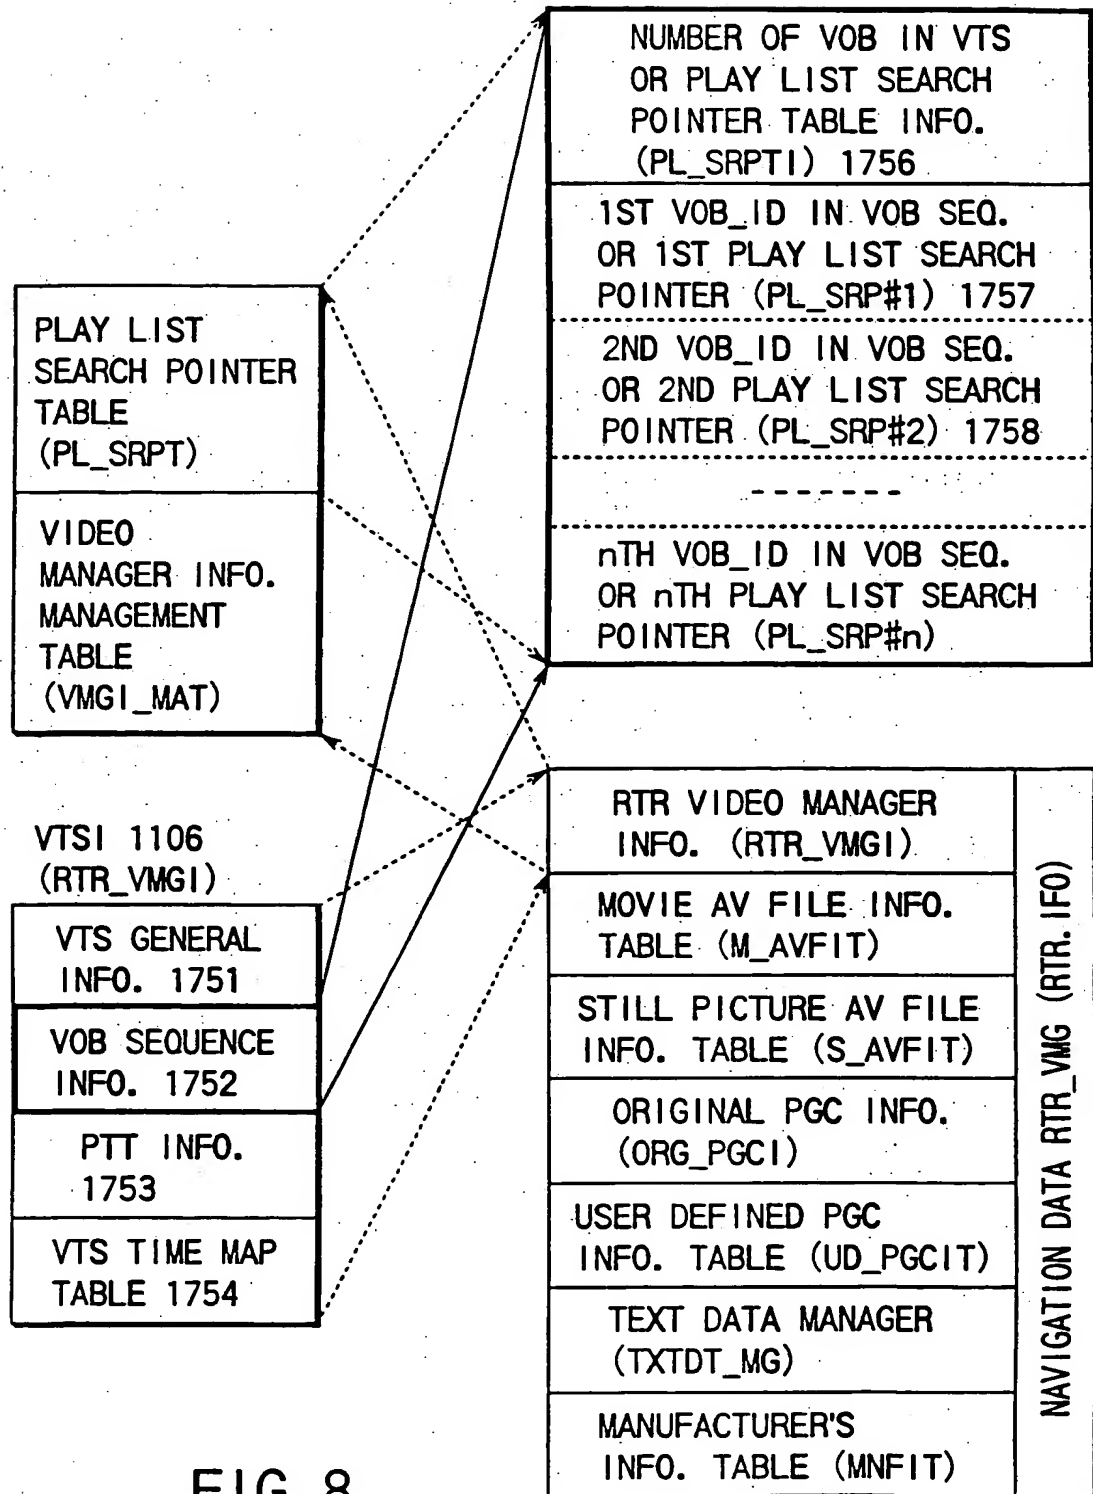 NUMBER OF VOB IN VTS
OR PLAY LIST SEARCH
POINTER TABLE INFO.
(PL_SRPTI) 1756
1ST VOB_ID IN VOB SEQ.
OR 1ST PLAY LIST SEARCH
POINTER (PL_SRP#1) 1757
2ND VOB_ID IN VOB SEQ.
OR 2ND PLAY LIST SEARCH
POINTER (PL_SRP#2) 1758
-------
nTH VOB_ID IN VOB SEQ.
OR nTH PLAY LIST SEARCH
POINTER (PL_SRP#n)
PLAY LIST
SEARCH POINTER
TABLE
(PL_SRPT)
VIDEO
MANAGER INFO.
MANAGEMENT
TABLE
(VMGI_MAT)
VTSI 1106
(RTR_VMGI)
VTS GENERAL
INFO. 1751
VOB SEQUENCE
INFO. 1752
PTT INFO.
1753
VTS TIME MAP
TABLE 1754
RTR VIDEO MANAGER
INFO. (RTR_VMGI)
MOVIE AV FILE INFO.
TABLE (M_AVFIT)
STILL PICTURE AV FILE
INFO. TABLE (S_AVFIT)
ORIGINAL PGC INFO.
(ORG_PGCI)
USER DEFINED PGC
INFO. TABLE (UD_PGCIT)
TEXT DATA MANAGER
(TXTDT_MG)
MANUFACTURER'S
INFO. TABLE (MNFIT)
NAVIGATION DATA RTR_VMG (RTR.IFO)
FIG. 8